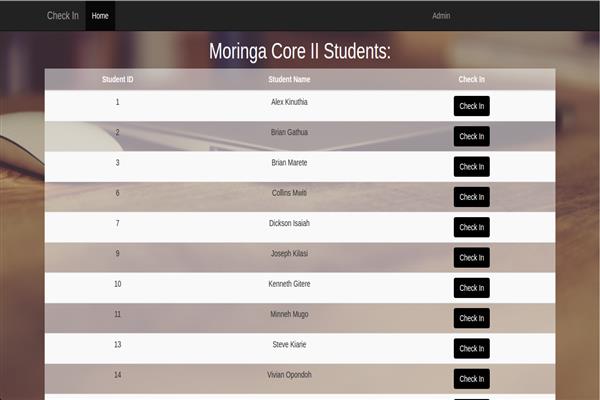 Check In Home Admin
Moringa Core II Students:
Student ID Student Name Check In
1 Alex Kinuthia Check In
2 Brian Gathua Check In
3 Brian Marete Check In
6 Collins Mwiti Check In
7 Dickson Isaiah Check In
9 Joseph Kilasi Check In
10 Kenneth Gitere Check In
11 Minneh Mugo Check In
13 Steve Kiarie Check In
14 Vivian Opondoh Check In